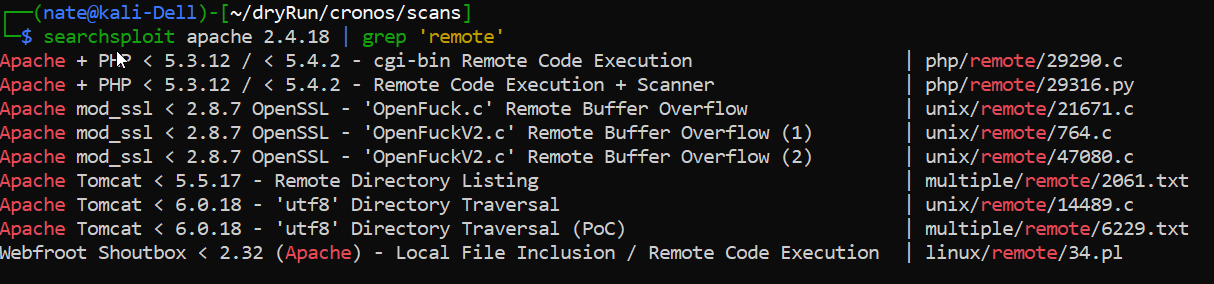 ┌──(nate@kali-Dell)-[~/dryRun/cronos/scans]
└─$ searchsploit apache 2.4.18 | grep 'remote'
Apache + PHP < 5.3.12 / < 5.4.2 - cgi-bin Remote Code Execution | php/remote/29290.c
Apache + PHP < 5.3.12 / < 5.4.2 - Remote Code Execution + Scanner | php/remote/29316.py
Apache mod_ssl < 2.8.7 OpenSSL - 'OpenFuck.c' Remote Buffer Overflow | unix/remote/21671.c
Apache mod_ssl < 2.8.7 OpenSSL - 'OpenFuckV2.c' Remote Buffer Overflow (1) | unix/remote/764.c
Apache mod_ssl < 2.8.7 OpenSSL - 'OpenFuckV2.c' Remote Buffer Overflow (2) | unix/remote/47080.c
Apache Tomcat < 5.5.17 - Remote Directory Listing | multiple/remote/2061.txt
Apache Tomcat < 6.0.18 - 'utf8' Directory Traversal | unix/remote/14489.c
Apache Tomcat < 6.0.18 - 'utf8' Directory Traversal (PoC) | multiple/remote/6229.txt
Webfroot Shoutbox < 2.32 (Apache) - Local File Inclusion / Remote Code Execution | linux/remote/34.pl